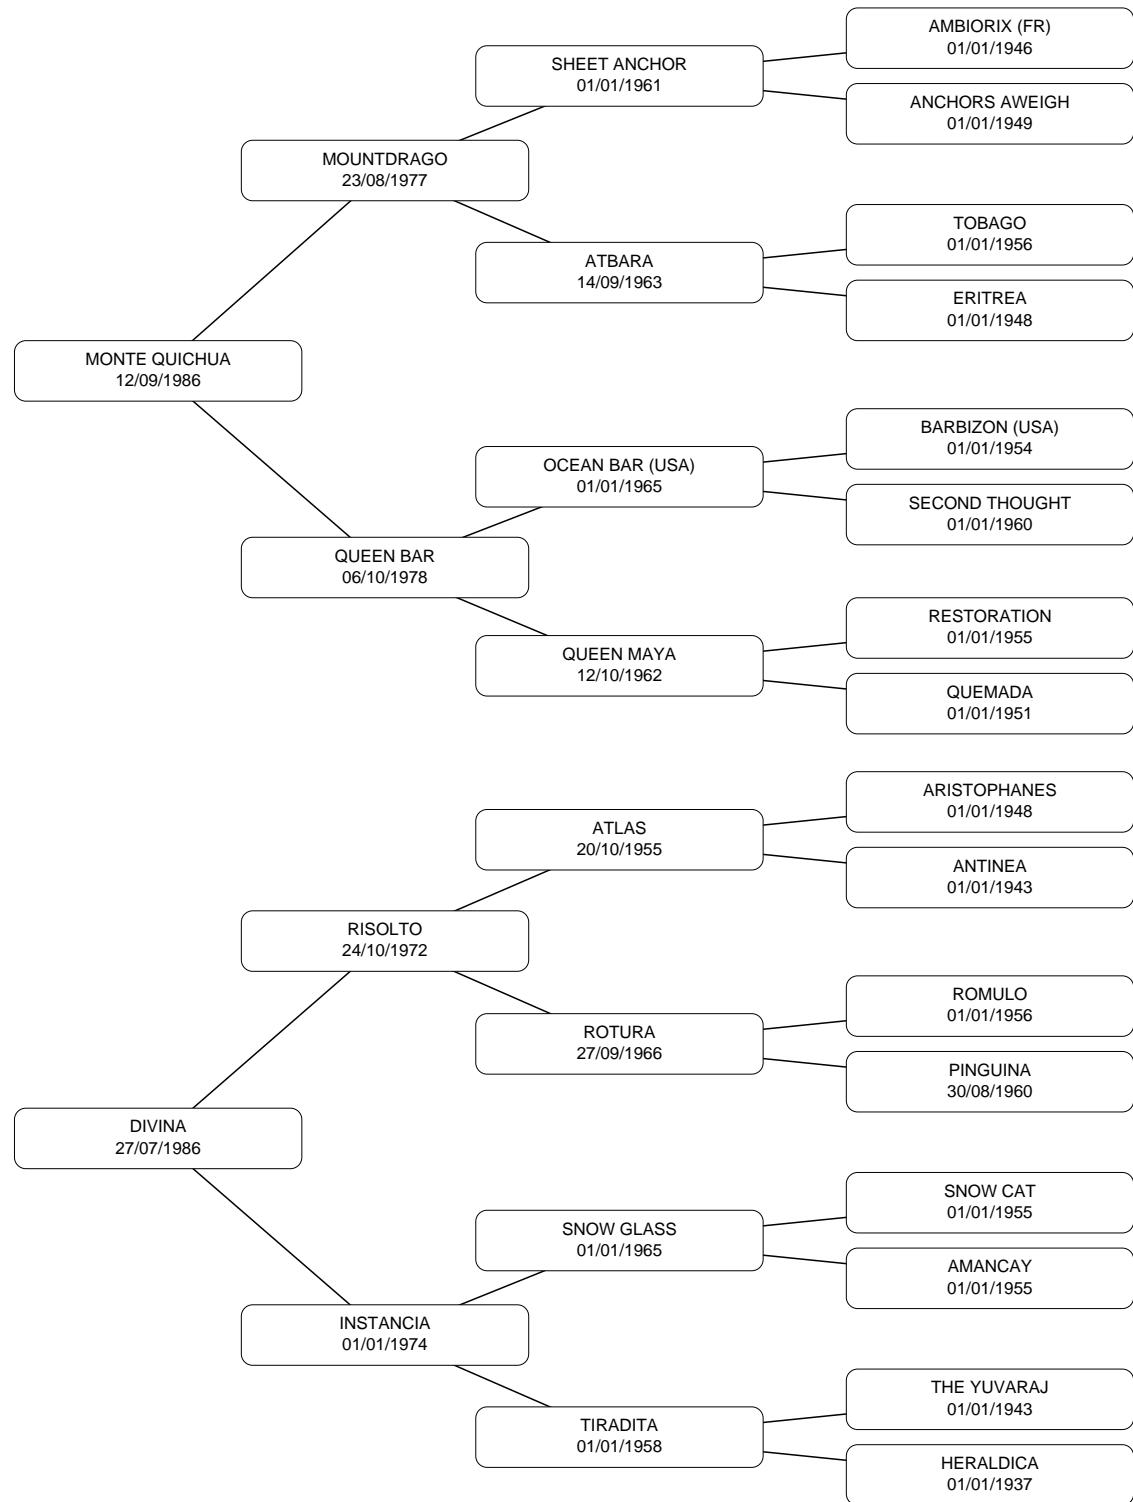 AMBIORIX (FR)
01/01/1946
SHEET ANCHOR
01/01/1961
ANCHORS AWEIGH
01/01/1949
MOUNTDRAGO
23/08/1977
TOBAGO
01/01/1956
ATBARA
14/09/1963
ERITREA
01/01/1948
MONTE QUICHUA
12/09/1986
BARBIZON (USA)
01/01/1954
OCEAN BAR (USA)
01/01/1965
SECOND THOUGHT
01/01/1960
QUEEN BAR
06/10/1978
RESTORATION
01/01/1955
QUEEN MAYA
12/10/1962
QUEMADA
01/01/1951
ARISTOPHANES
01/01/1948
ATLAS
20/10/1955
ANTINEA
01/01/1943
RISOLTO
24/10/1972
ROMULO
01/01/1956
ROTURA
27/09/1966
PINGUINA
30/08/1960
DIVINA
27/07/1986
SNOW CAT
01/01/1955
SNOW GLASS
01/01/1965
AMANCAY
01/01/1955
INSTANCIA
01/01/1974
THE YUVARAJ
01/01/1943
TIRADITA
01/01/1958
HERALDICA
01/01/1937